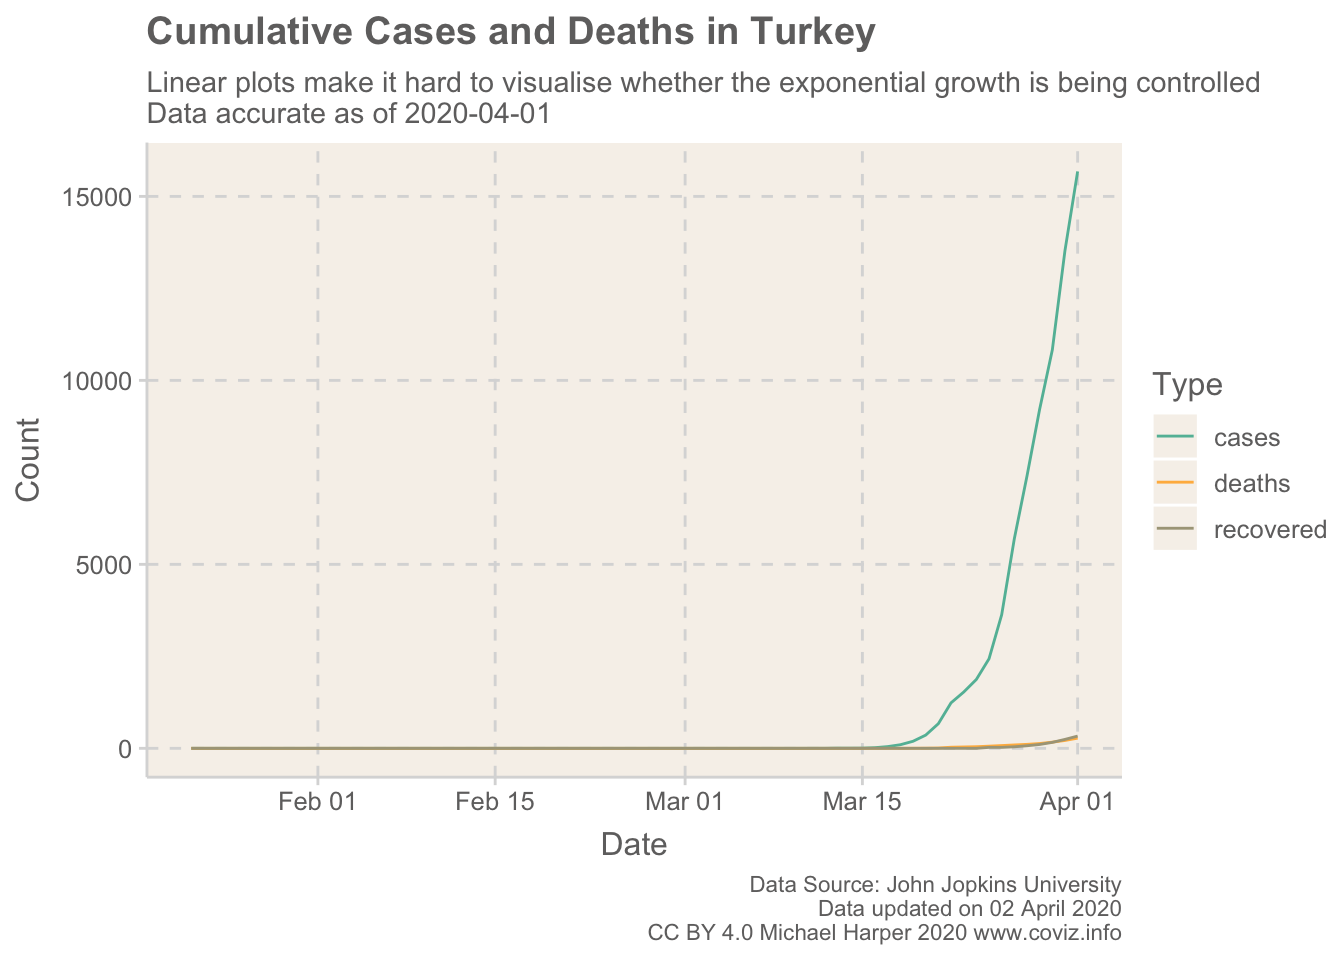 Cumulative Cases and Deaths in Turkey
Linear plots make it hard to visualise whether the exponential growth is being controlled
Data accurate as of 2020-04-01
15000
10000
5000
0
Count
Feb 01
Feb 15
Mar 01
Mar 15
Apr 01
Date
Type
cases
deaths
recovered
Data Source: John Jopkins University
Data updated on 02 April 2020
CC BY 4.0 Michael Harper 2020 www.coviz.info